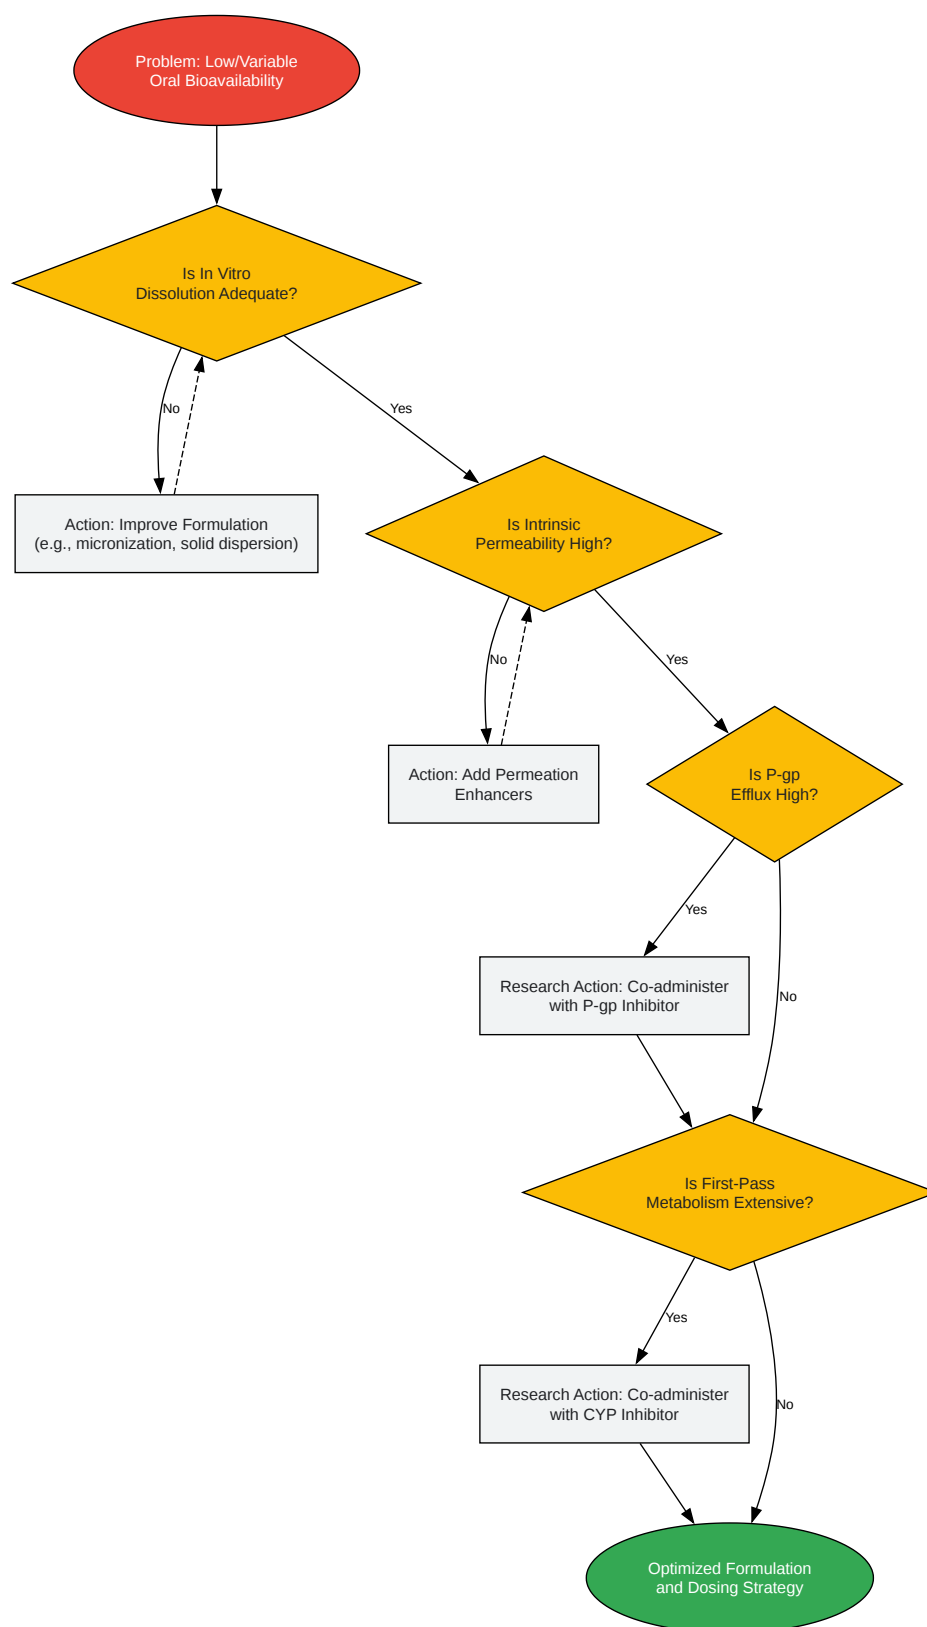 Problem: Low/Variable
Oral Bioavailability
Is In Vitro
Dissolution Adequate?
No
Yes
Action: Improve Formulation
(e.g., micronization, solid dispersion)
Is Intrinsic
Permeability High?
No
Yes
Action: Add Permeation
Enhancers
Is P-gp
Efflux High?
Yes
No
Research Action: Co-administer
with P-gp Inhibitor
Is First-Pass
Metabolism Extensive?
Yes
No
Research Action: Co-administer
with CYP Inhibitor
Optimized Formulation
and Dosing Strategy